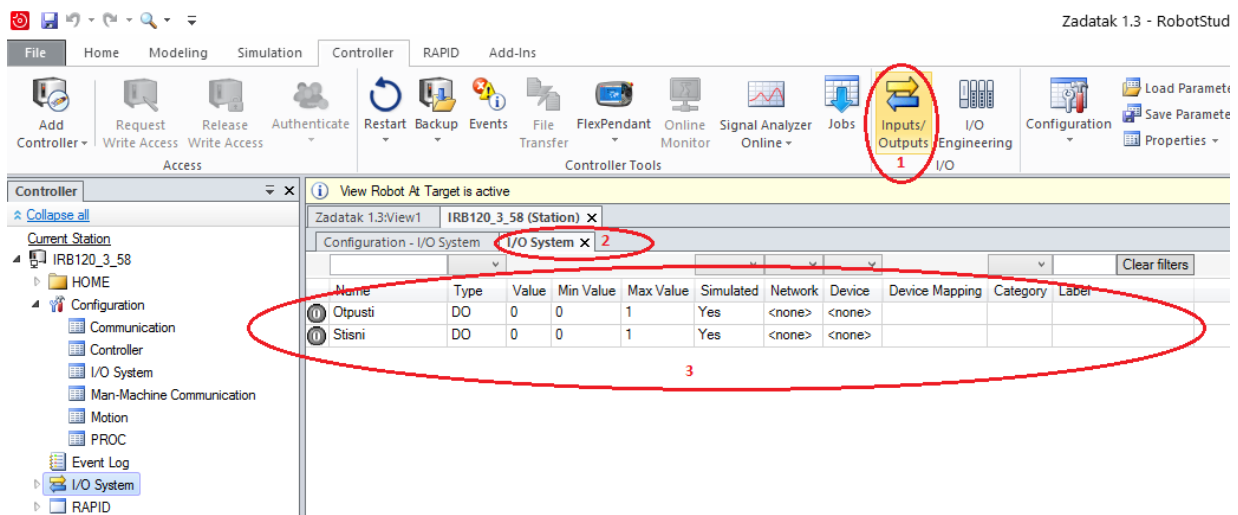 Zadatak 1.3 - RobotStud
File Home Modeling Simulation Controller RAPID Add-Ins
Add Controller
Request Write Access
Release Write Access
Authenticate
Restart
Backup
Events
File Transfer
FlexPendant
Online Monitor
Signal Analyzer Online
Jobs
Inputs/ Outputs
I/O Engineering
Configuration
Load Paramete
Save Paramete
Properties
Access Controller Tools 1 I/O
Controller
View Robot At Target is active
Collapse all
Zadatak 1.3:View1 IRB120_3_58 (Station)
Current Station
Configuration - I/O System I/O System 2
IRB120_3_58
HOME
Configuration
Communication
Controller
I/O System
Man-Machine Communication
Motion
PROC
Event Log
I/O System
RAPID
Clear filters
Name Type Value Min Value Max Value Simulated Network Device Device Mapping Category Label
Otpusti DO 0 0 1 Yes <none> <none>
Stisni DO 0 0 1 Yes <none> <none>
3